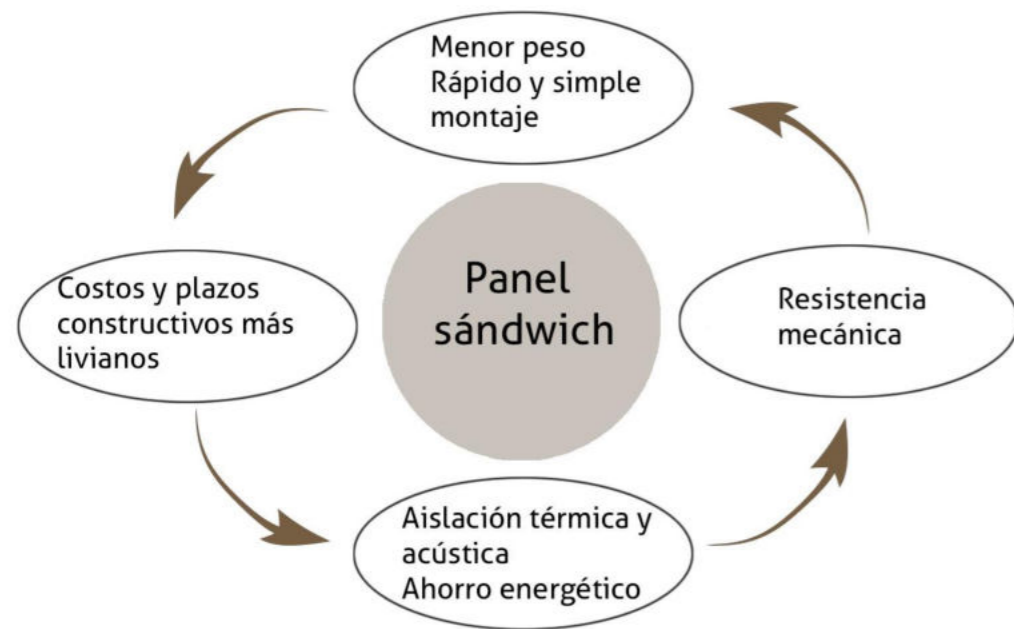 Menor peso
Rápido y simple
montaje
Costos y plazos
constructivos más
livianos
Panel
sándwich
Resistencia
mecánica
Aislación térmica y
acústica
Ahorro energético